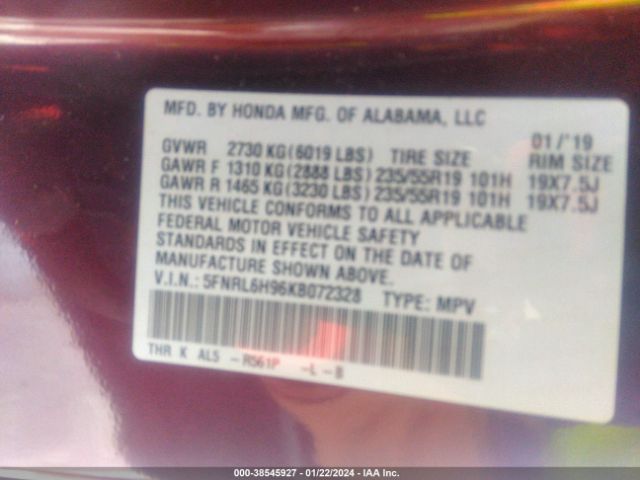 MFD. BY HONDA MFG. OF ALABAMA, LLC
01/'19
GVWR 2730 KG(6019 LBS) TIRE SIZE RIM SIZE
GAWR F 1310 KG(2888 LBS)235/55R19 101H 19X7.5J
GAWR R 1465 KG(3230 LBS)235/55R19 101H 19X7.5J
THIS VEHICLE CONFORMS TO ALL APPLICABLE
FEDERAL MOTOR VEHICLE SAFETY
STANDARDS IN EFFECT ON THE DATE OF
MANUFACTURE SHOWN ABOVE.
V.I.N.: 5FNRL6H96KB072328 TYPE: MPV
THR K AL5 -R561P -L-B
000-38545927 - 01/22/2024 - IAA Inc.